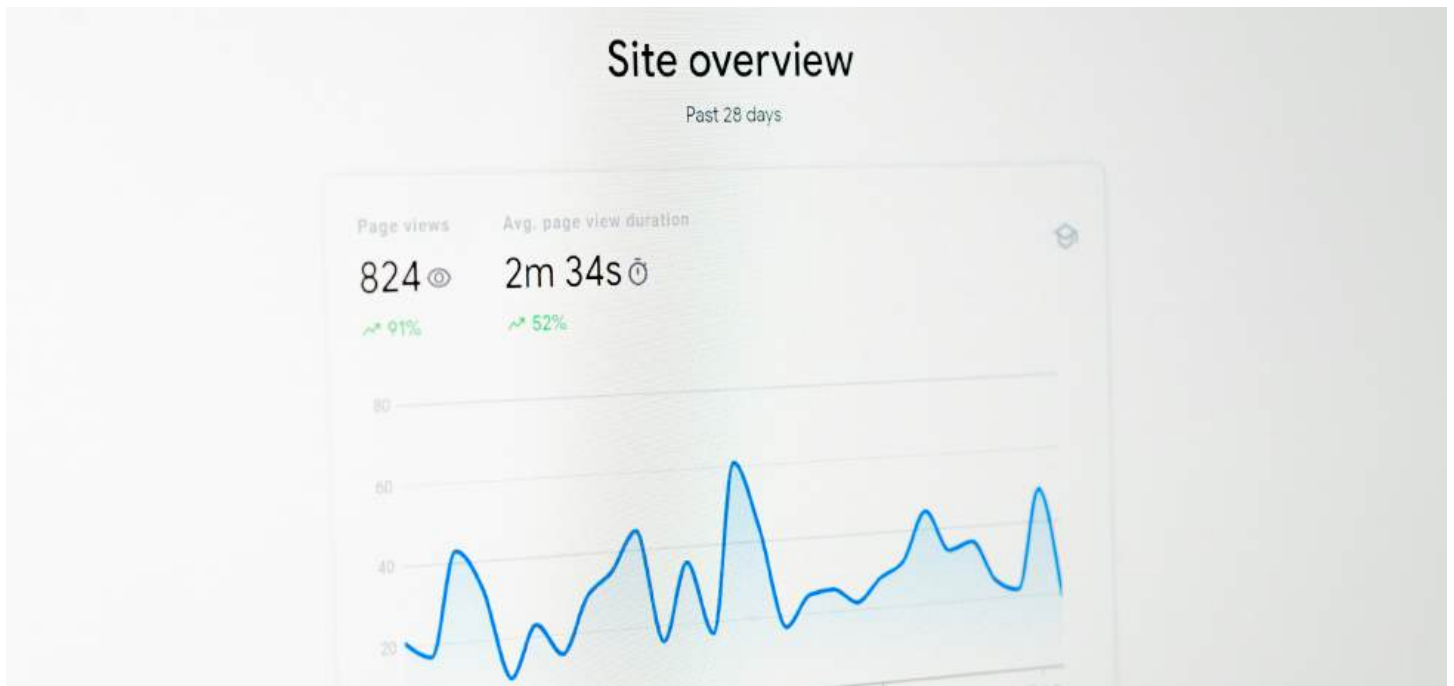 Site overview
Past 28 days
Page views Avg. page view duration
824 2m 34s
91% 52%
80
60
40
20